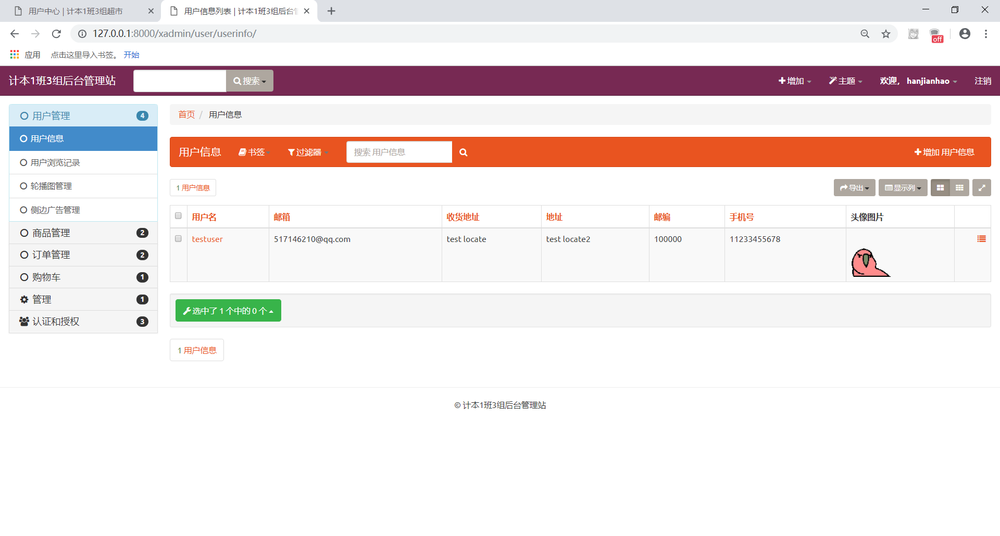 用户中心 | 计本1班3组超市
用户信息列表 | 计本1班3组后台管
127.0.0.1:8000/xadmin/user/userinfo/
off
应用 点击这里导入书签。 开始
计本1班3组后台管理站 搜索 增加 主题 欢迎, hanjianhao 注销
用户管理 4
用户信息
用户浏览记录
轮播图管理
侧边广告管理
商品管理 2
订单管理 2
购物车 1
管理 1
认证和授权 3
首页 / 用户信息
用户信息 书签 过滤器 搜索 用户信息 增加 用户信息
1 用户信息 导出 显示列
用户名 邮箱 收货地址 地址 邮编 手机号 头像图片
testuser 517146210@qq.com test locate test locate2 100000 11233455678
选中了 1 个中的 0 个
1 用户信息
© 计本1班3组后台管理站